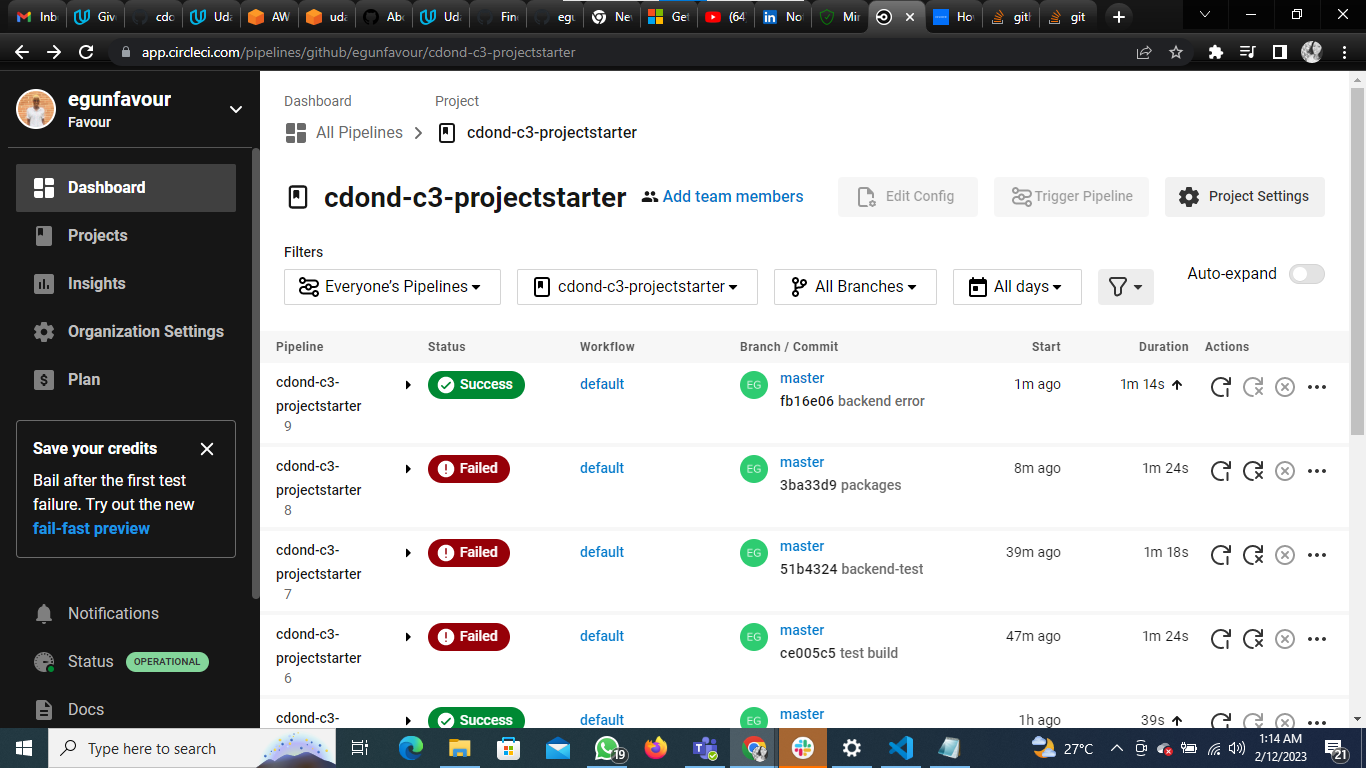 Inb
Giv
cdo
Uda
AW
uda
Abo
Uda
Fin
egu
Ne
Get
(64
No
Mir
Ho
gitl
git
app.circleci.com/pipelines/github/egunfavour/cdond-c3-projectstarter
egunfavour
Favour
Dashboard
Projects
Insights
Organization Settings
Plan
Save your credits
Bail after the first test
failure. Try out the new
fail-fast preview
Notifications
Status OPERATIONAL
Docs
Dashboard Project
All Pipelines cdond-c3-projectstarter
cdond-c3-projectstarter Add team members Edit Config Trigger Pipeline Project Settings
Filters
Everyone's Pipelines cdond-c3-projectstarter All Branches All days Auto-expand
Pipeline Status Workflow Branch / Commit Start Duration Actions
cdond-c3-
projectstarter
9
Success default EG master 1m ago 1m 14s
fb16e06 backend error
cdond-c3-
projectstarter
8
Failed default EG master 8m ago 1m 24s
3ba33d9 packages
cdond-c3-
projectstarter
7
Failed default EG master 39m ago 1m 18s
51b4324 backend-test
cdond-c3-
projectstarter
6
Failed default EG master 47m ago 1m 24s
ce005c5 test build
cdond-c3-
Success default EG master 1h ago 39s
Type here to search
19
27°C
1:14 AM
2/12/2023
21